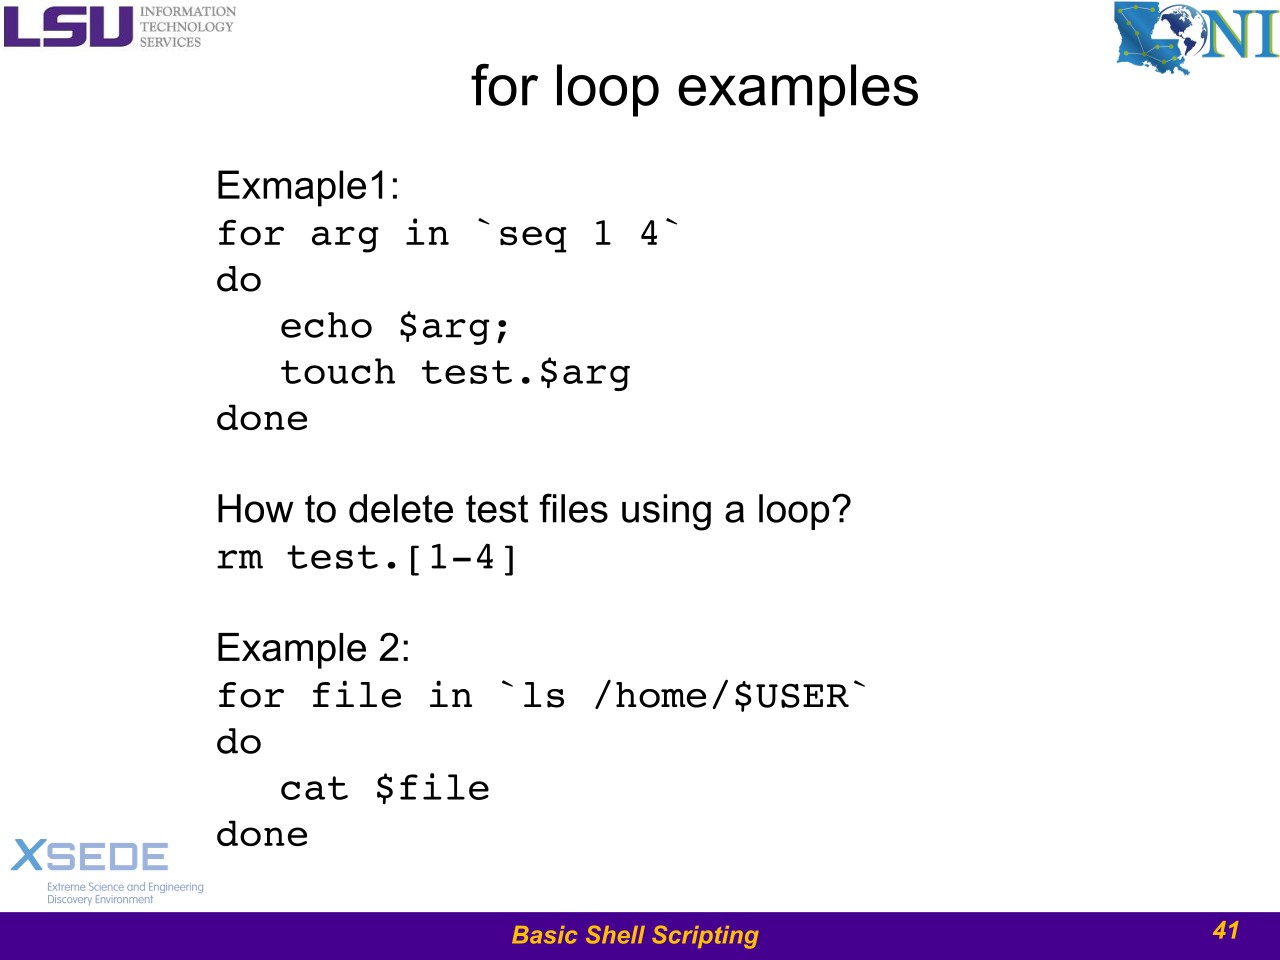 LSU INFORMATION
TECHNOLOGY
SERVICES
LONI
for loop examples
Exmaple1:
for arg in `seq 1 4`
do
echo $arg;
touch test.$arg
done
How to delete test files using a loop?
rm test.[1-4]
Example 2:
for file in `ls /home/$USER`
do
cat $file
done
XSEDE
Extreme Science and Engineering
Discovery Environment
Basic Shell Scripting
41